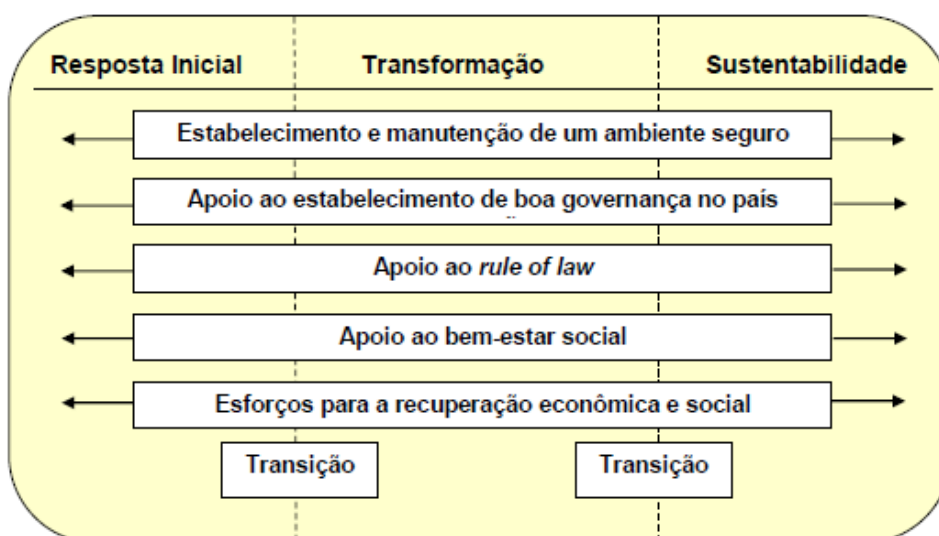 Resposta Inicial
Transformação
Sustentabilidade
Estabelecimento e manutenção de um ambiente seguro
Apoio ao estabelecimento de boa governança no país
Apoio ao rule of law
Apoio ao bem-estar social
Esforços para a recuperação econômica e social
Transição
Transição